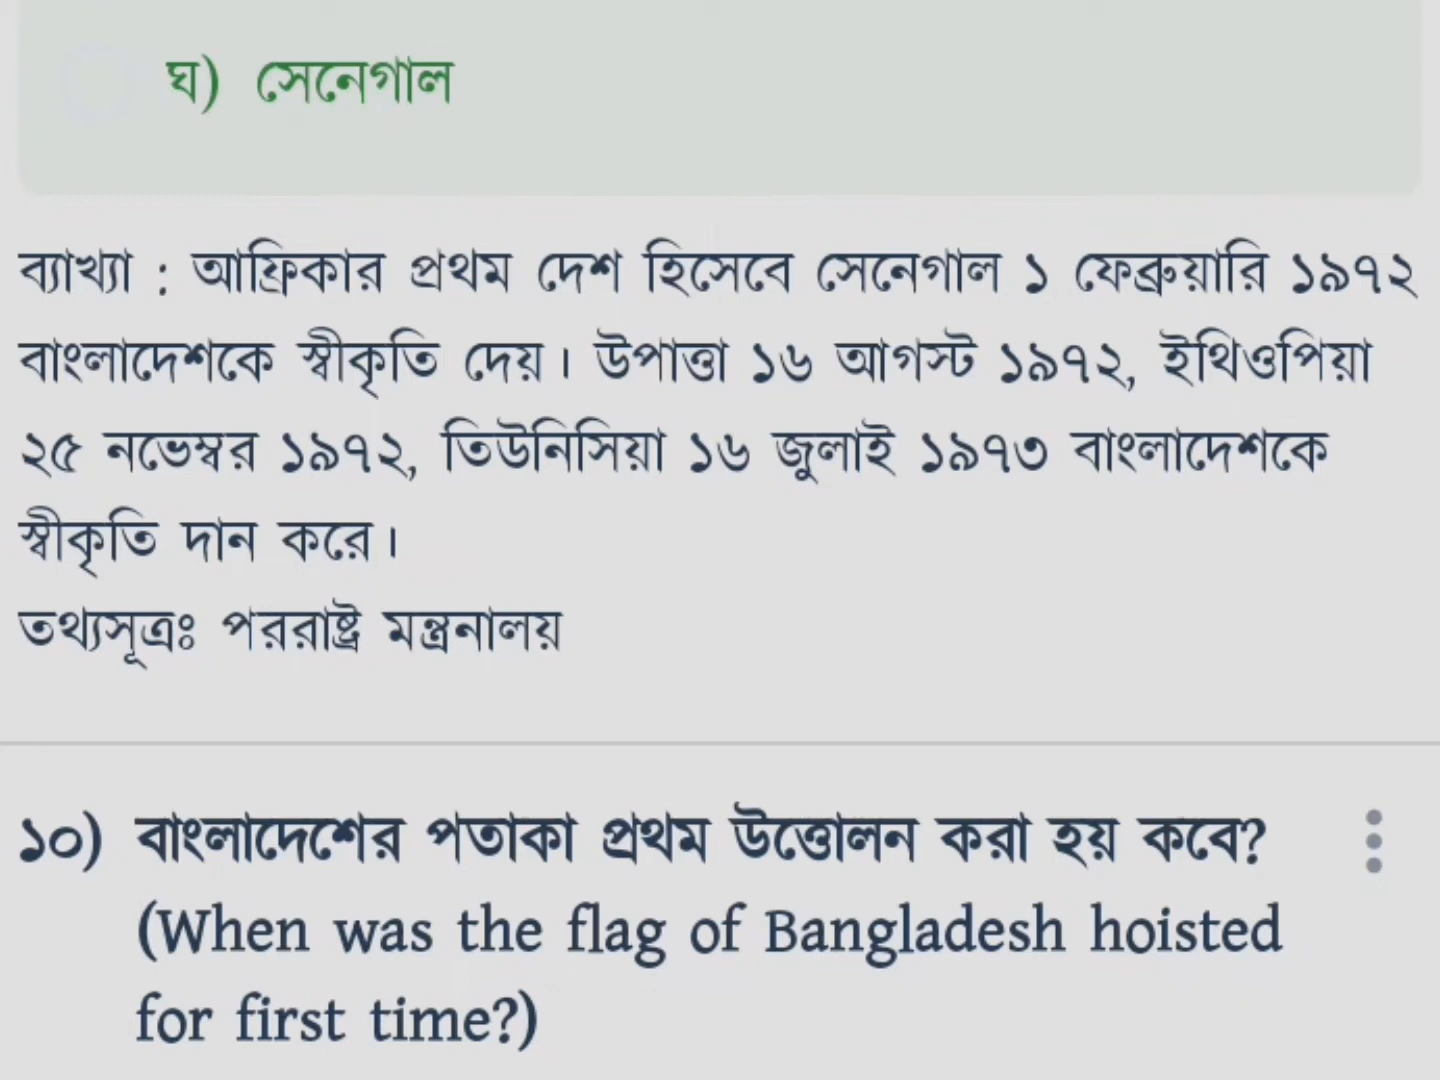 ঘ) সেনেগাল
ব্যাখ্যা : আফ্রিকার প্রথম দেশ হিসেবে সেনেগাল ১ ফেব্রুয়ারি ১৯৭২
বাংলাদেশকে স্বীকৃতি দেয়। উপাত্তা ১৬ আগস্ট ১৯৭২, ইথিওপিয়া
২৫ নভেম্বর ১৯৭২, তিউনিসিয়া ১৬ জুলাই ১৯৭৩ বাংলাদেশকে
স্বীকৃতি দান করে।
তথ্যসূত্রঃ পররাষ্ট্র মন্ত্রনালয়
১০) বাংলাদেশের পতাকা প্রথম উত্তোলন করা হয় কবে?
(When was the flag of Bangladesh hoisted
for first time?)